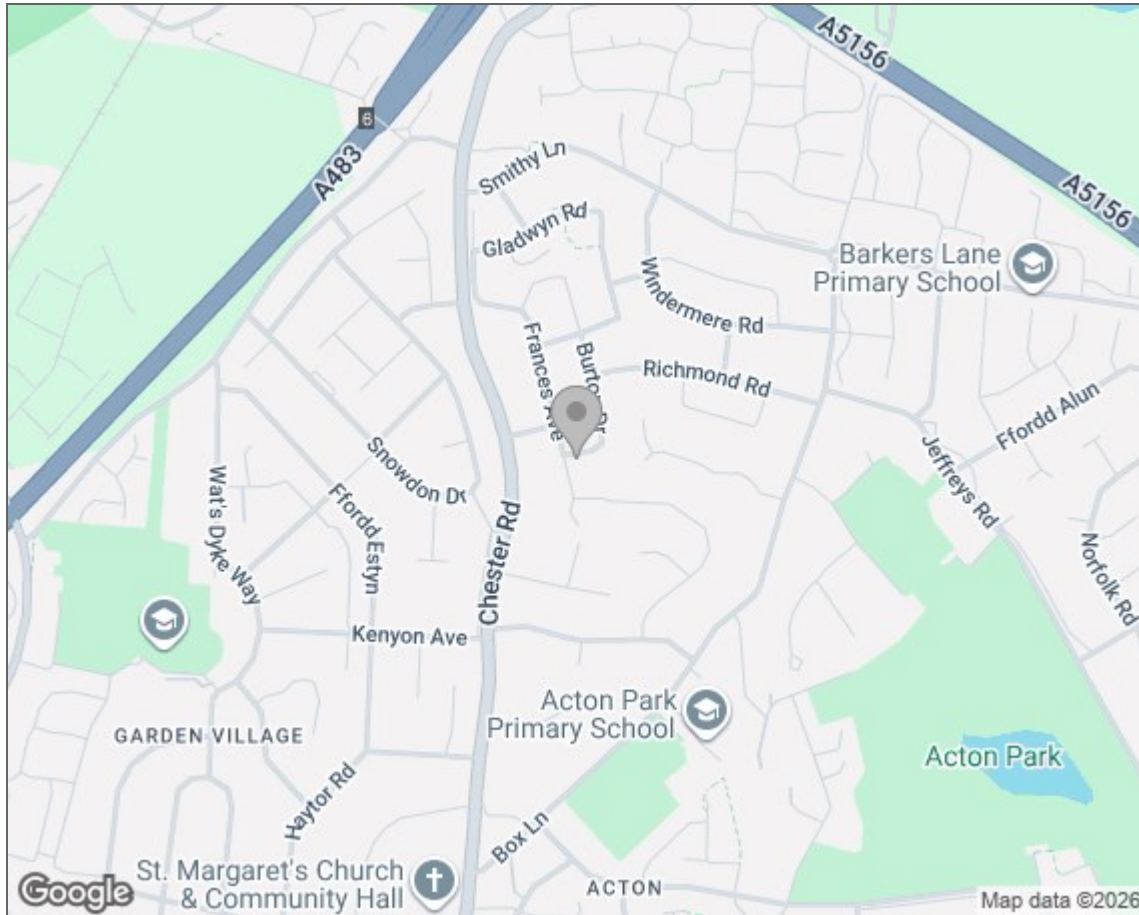 A5156
6
A483
Smithy Ln
Gladwyn Rd
A5156
Barkers Lane
Primary School
Windermere Rd
Frances Ave
Burton Dr
Richmond Rd
Ffordd Alun
Jeffreys Rd
Snowdon Dr
Wat's Dyke Way
Ffordd Estyn
Chester Rd
Norfolk Rd
Kenyon Ave
Acton Park
Primary School
GARDEN VILLAGE
Acton Park
Haytor Rd
Box Ln
St. Margaret's Church
& Community Hall
ACTON
Google
Map data ©2026